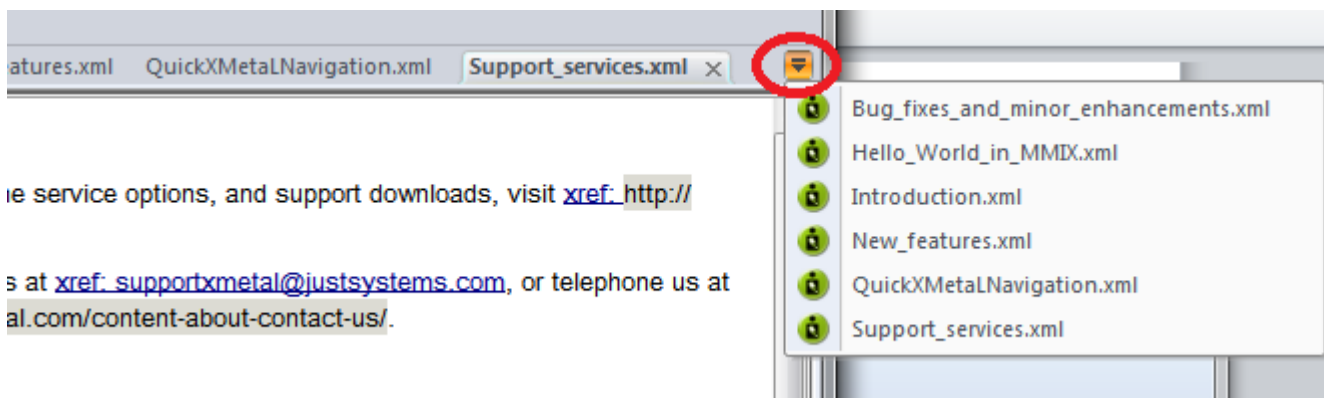 atures.xml QuickXMetaLNavigation.xml Support_services.xml
Bug_fixes_and_minor_enhancements.xml
Hello_World_in_MMIX.xml
Introduction.xml
New_features.xml
QuickXMetaLNavigation.xml
Support_services.xml
e service options, and support downloads, visit xref: http://
s at xref: supportxmetal@justsystems.com, or telephone us at
al.com/content-about-contact-us/.